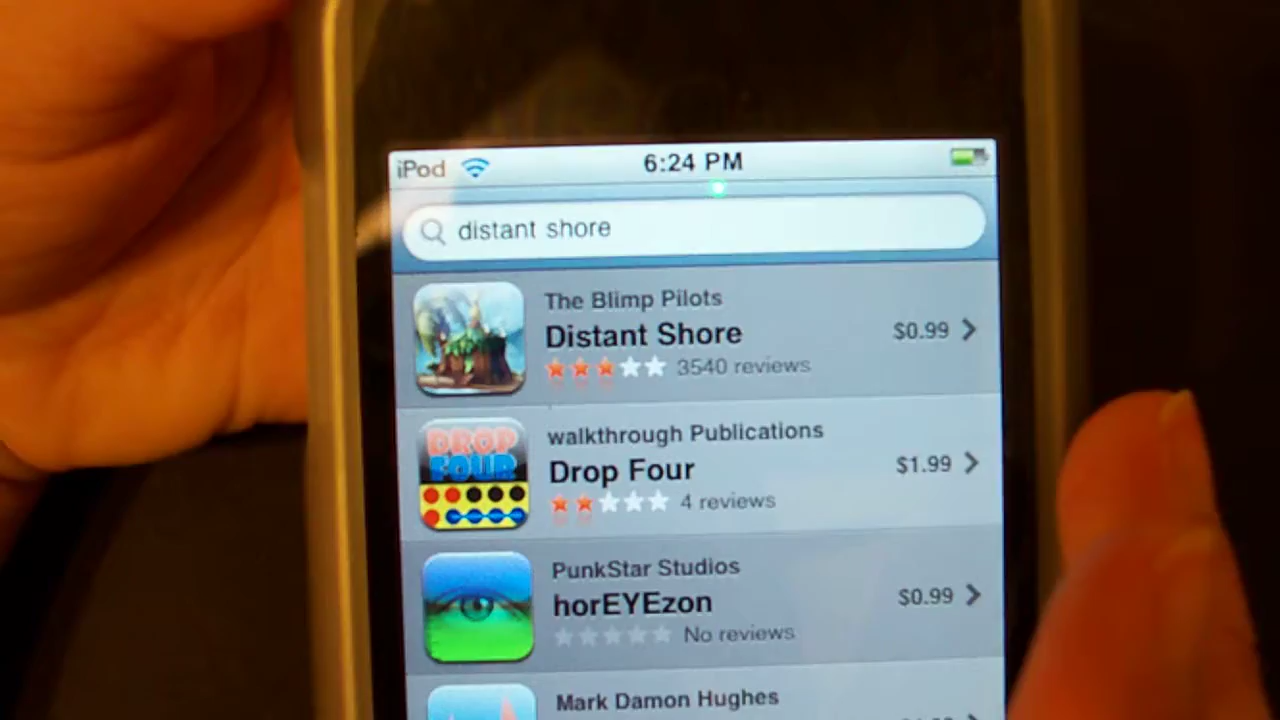 iPod
6:24 PM
distant shore
The Blimp Pilots
Distant Shore
$0.99
3540 reviews
DROP
FOUR
walkthrough Publications
Drop Four
$1.99
4 reviews
PunkStar Studios
horEYEzon
$0.99
No reviews
Mark Damon Hughes